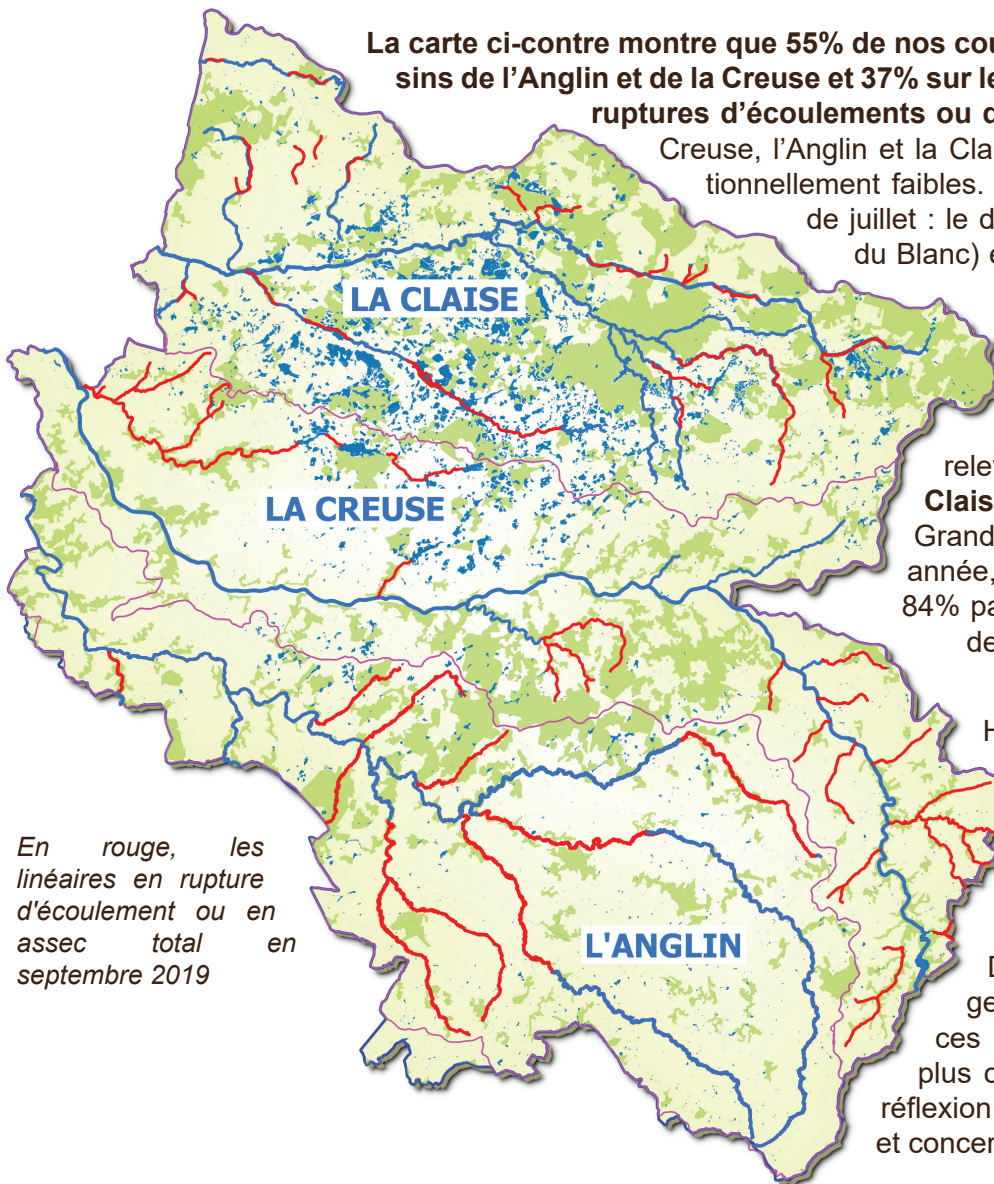 La carte ci-contre montre que 55% de nos cou
sins de l'Anglin et de la Creuse et 37% sur le
ruptures d'écoulements ou d
Creuse, l'Anglin et la Cla
tionnellement faibles.
de juillet : le d
du Blanc) e
LA CLAISE
relev
Clais
Grand
année,
84% pa
de
LA CREUSE
H
En rouge, les
linéaires en rupture
d'écoulement ou en
assec total en
septembre 2019
L'ANGLIN
D
ge
ces
plus c
réflexion
et concer